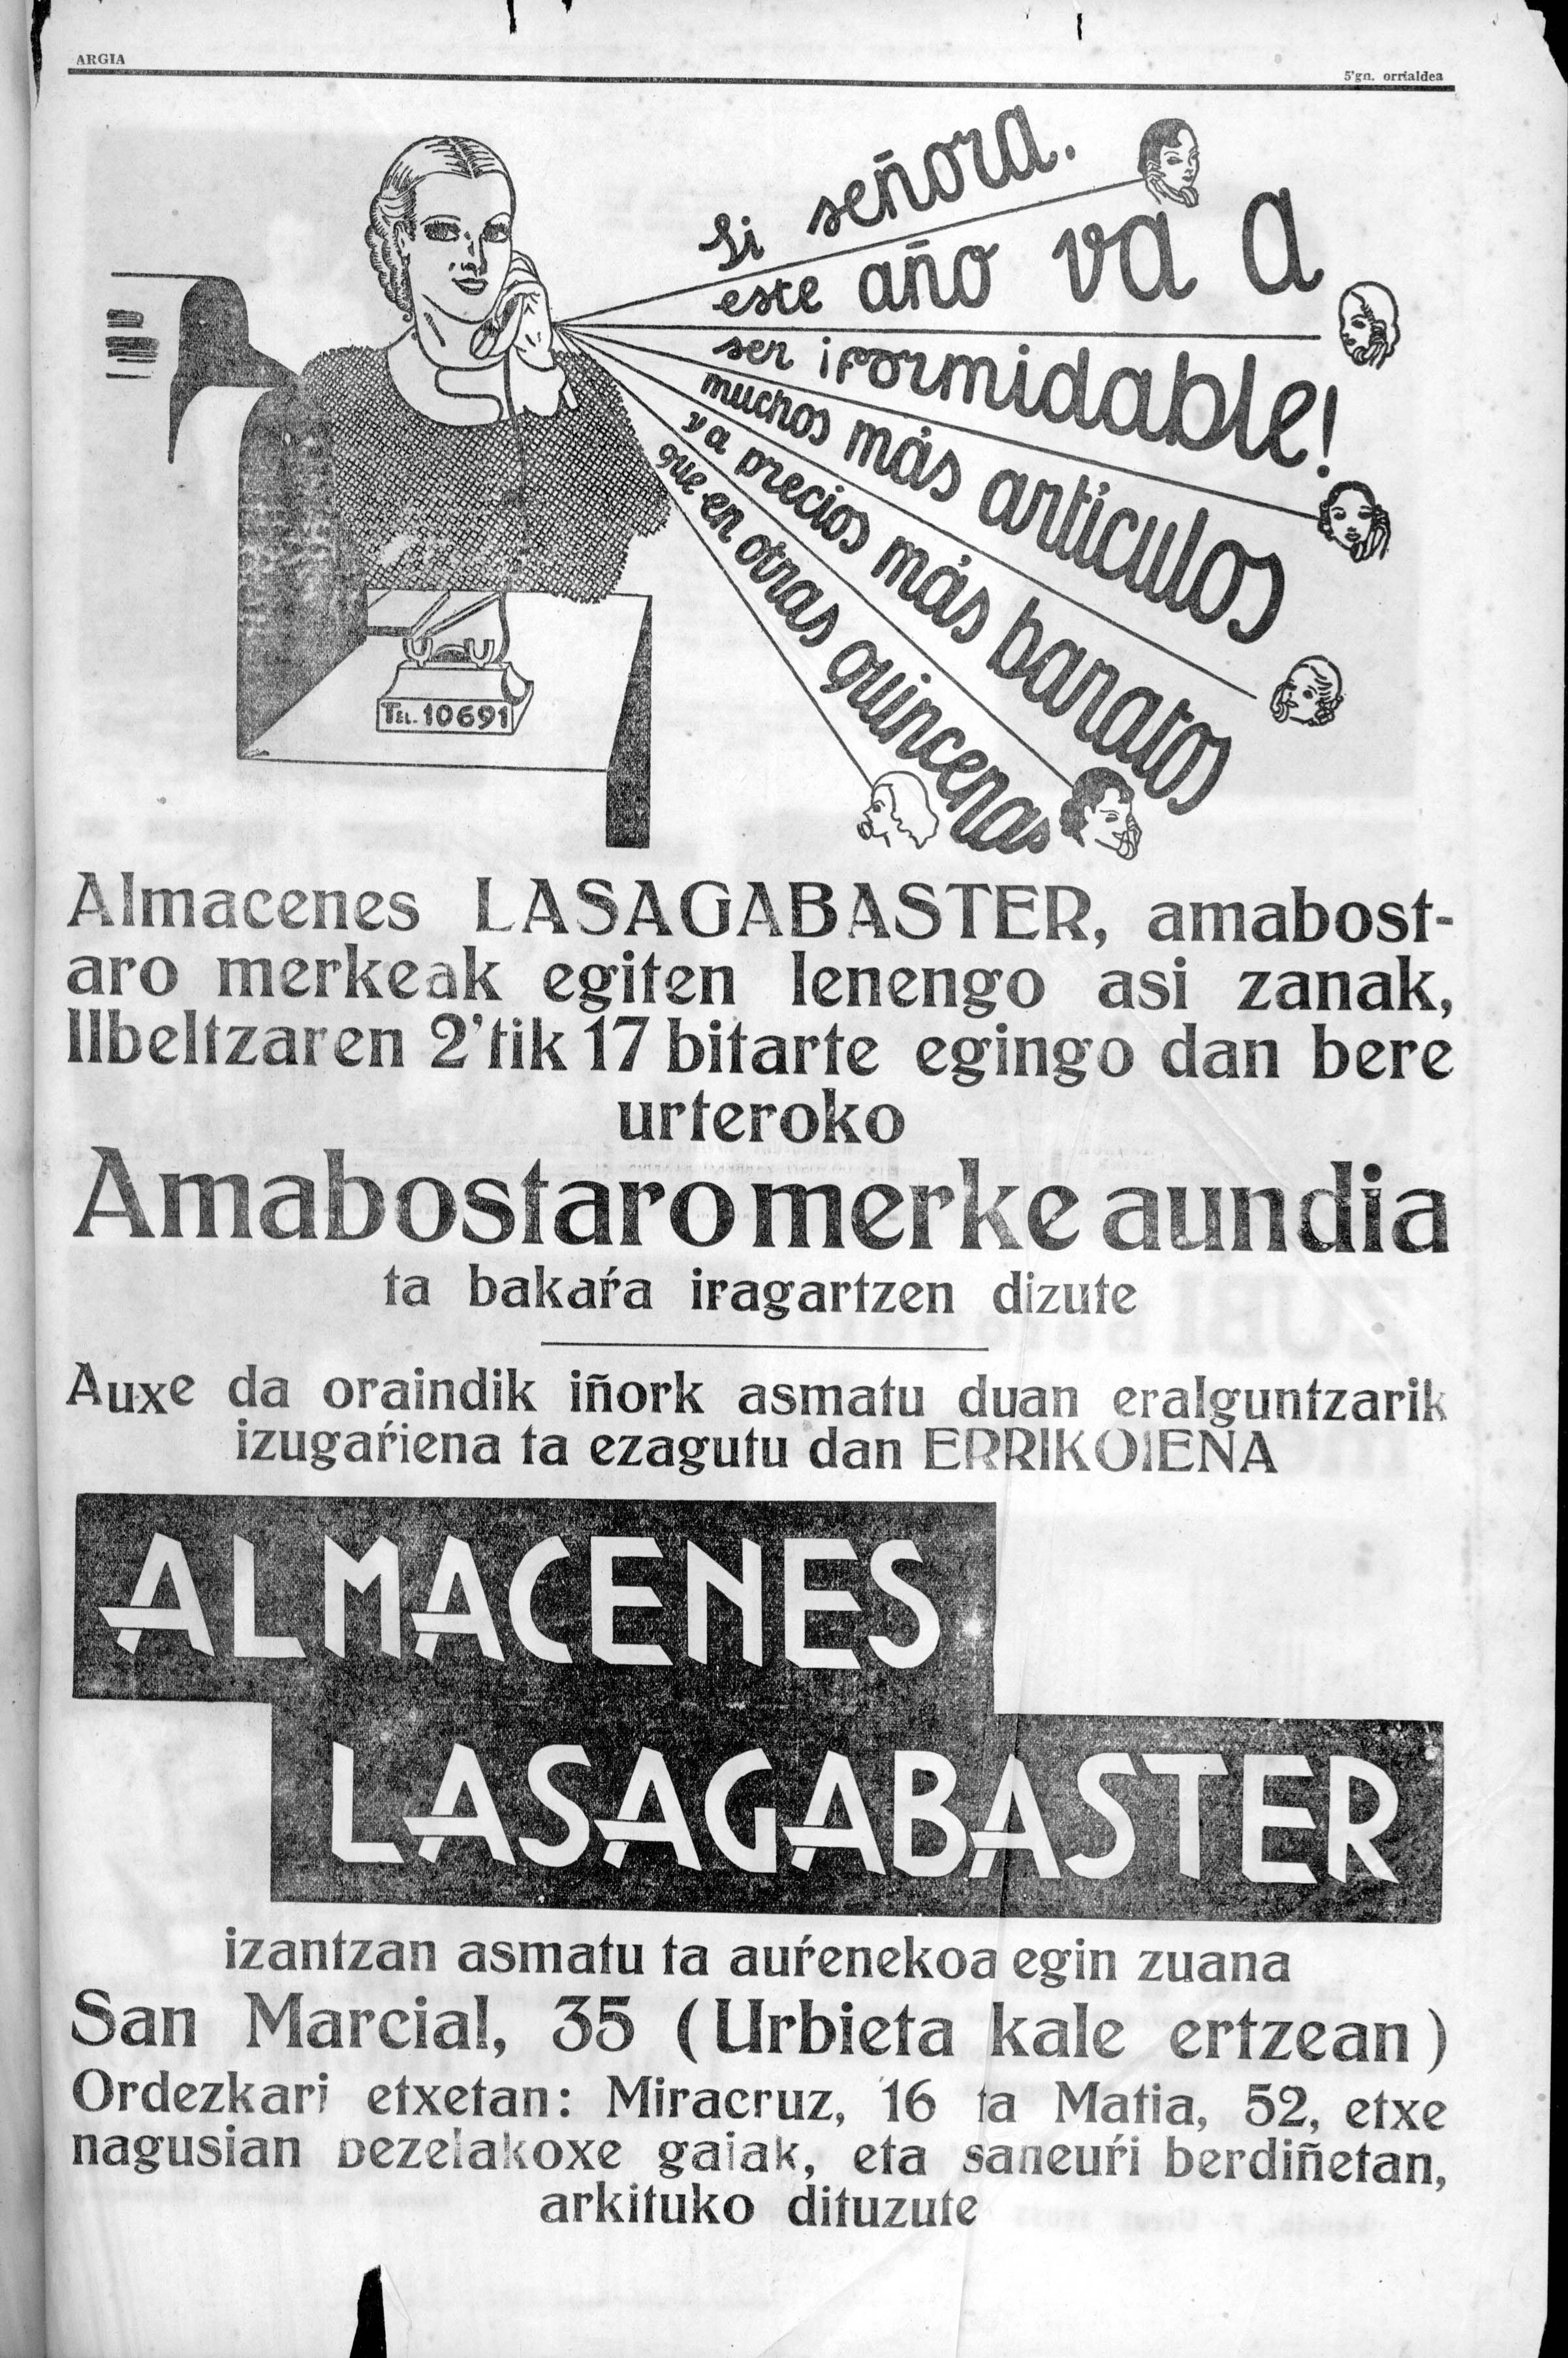 ARGIA
5'gn. orrialdea
Si señora.
este año va a
ser ¡formidable!
muchos más artículos
y a precios más baratos
que en otras quincenas
TEL. 10691
Almacenes LASAGABASTER, amabost-
aro merkeak egiten lenengo asi zanak,
Ilbeltzaren 2'tik 17 bitarte egingo dan bere
urteroko
Amabostaro merke aundia
ta bakaŕa iragartzen dizute
Auxe da oraindik iñork asmatu duan eralguntzarik
izugaŕiena ta ezagutu dan ERRIKOIENA
ALMACENES
LASAGABASTER
izantzan asmatu ta auŕenekoa egin zuana
San Marcial, 35 (Urbieta kale ertzean)
Ordezkari etxetan: Miracruz, 16 ta Matia, 52, etxe
nagusian bezelakoxe gaiak, eta saneuŕi berdiñetan,
arkituko dituzute